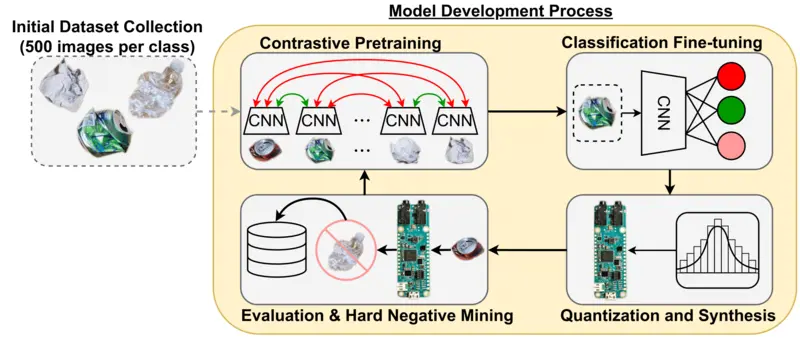 Model Development Process
Initial Dataset Collection
(500 images per class)
Contrastive Pretraining
CNN
CNN
...
CNN
CNN
...
Classification Fine-tuning
CNN
Evaluation & Hard Negative Mining
Quantization and Synthesis